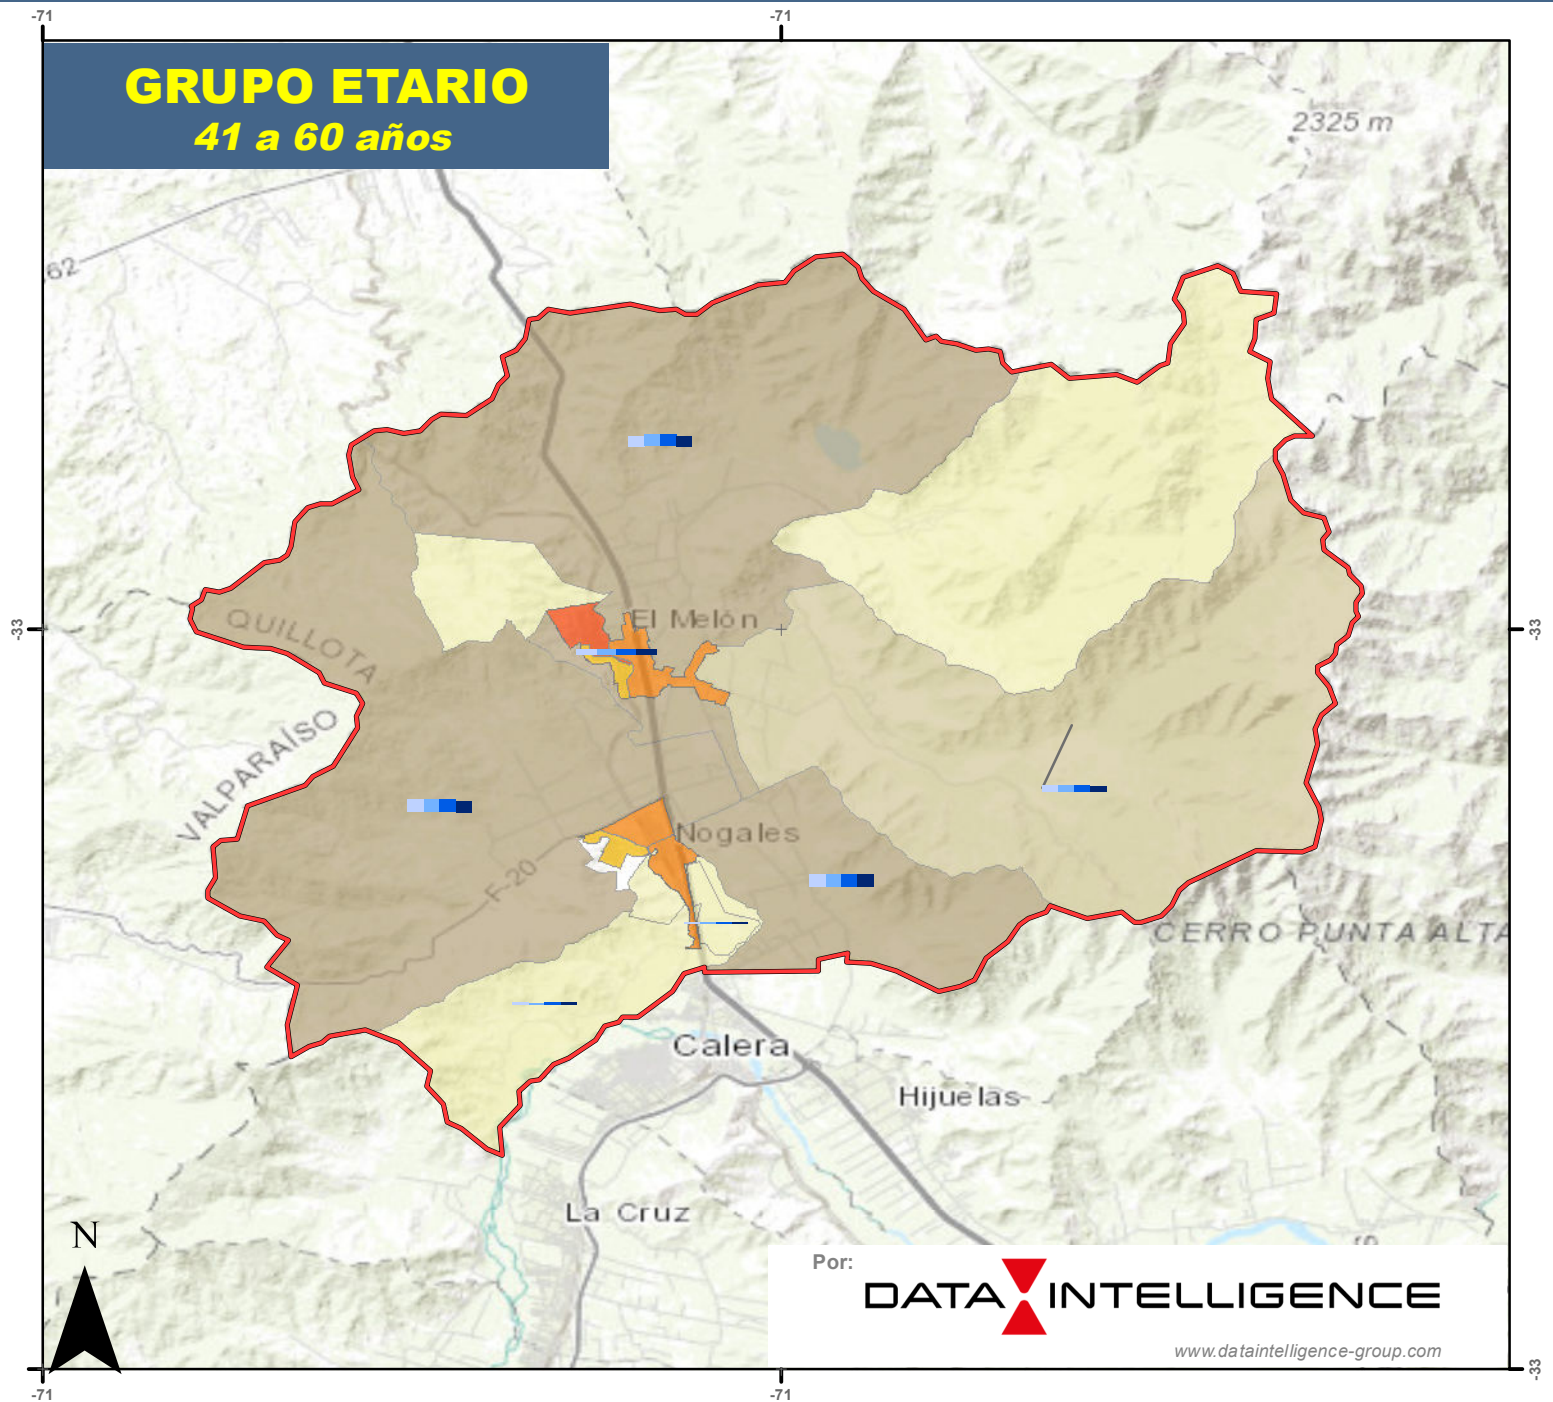 -71
-71
GRUPO ETARIO
41 a 60 años
2325 m
62
El Melón
-33
-33
QUILLOTA
VALPARAÍSO
Nogales
F-20
CERRO PUNTA ALTA
Calera
Hijuelas
La Cruz
N
Por:
DATA INTELLIGENCE
www.dataintelligence-group.com
-33
-71
-71